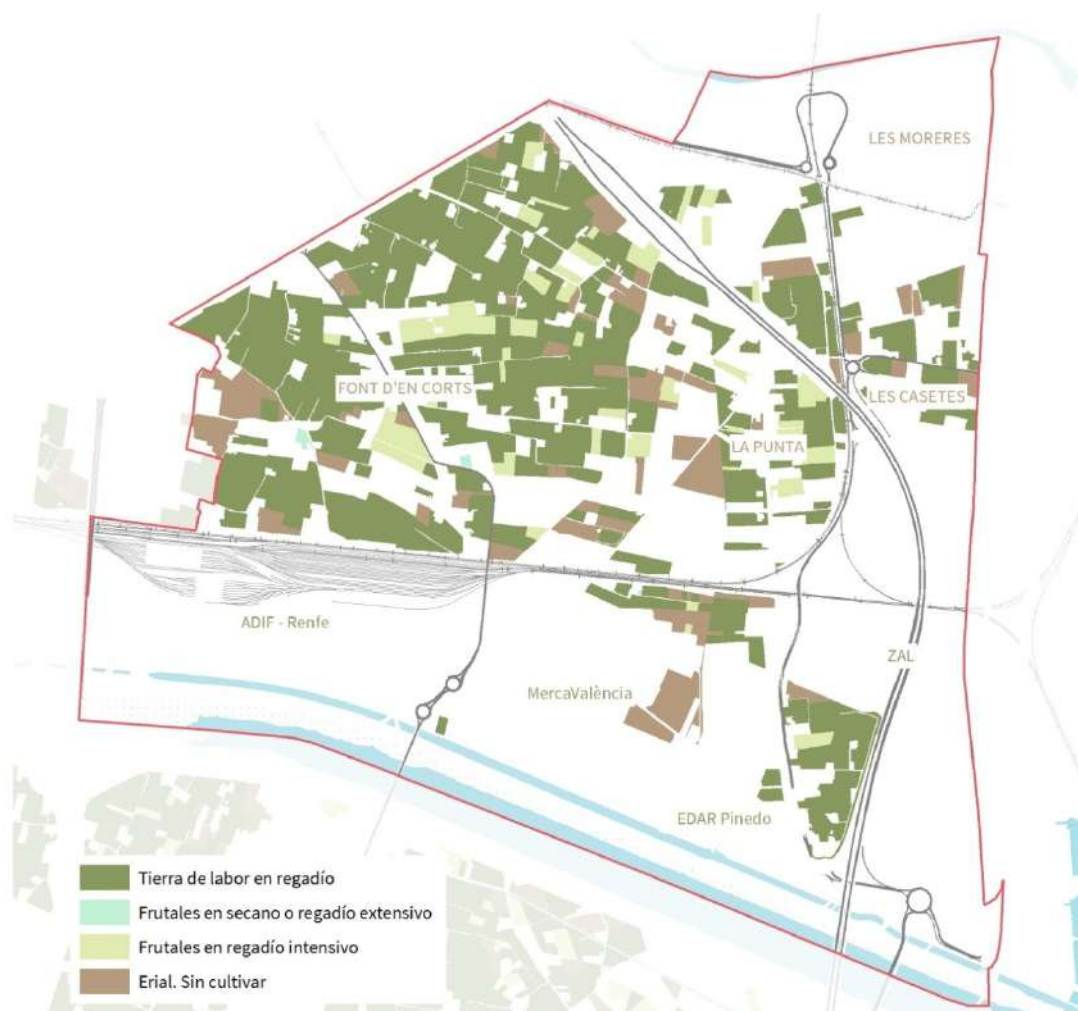 LES MORERES
FONT D'EN CORTS
LES CASETES
LA PUNTA
ADIF - Renfe
ZAL
MercaValència
EDAR Pinedo
Tierra de labor en regadío
Frutales en secano o regadío extensivo
Frutales en regadío intensivo
Erial. Sin cultivar